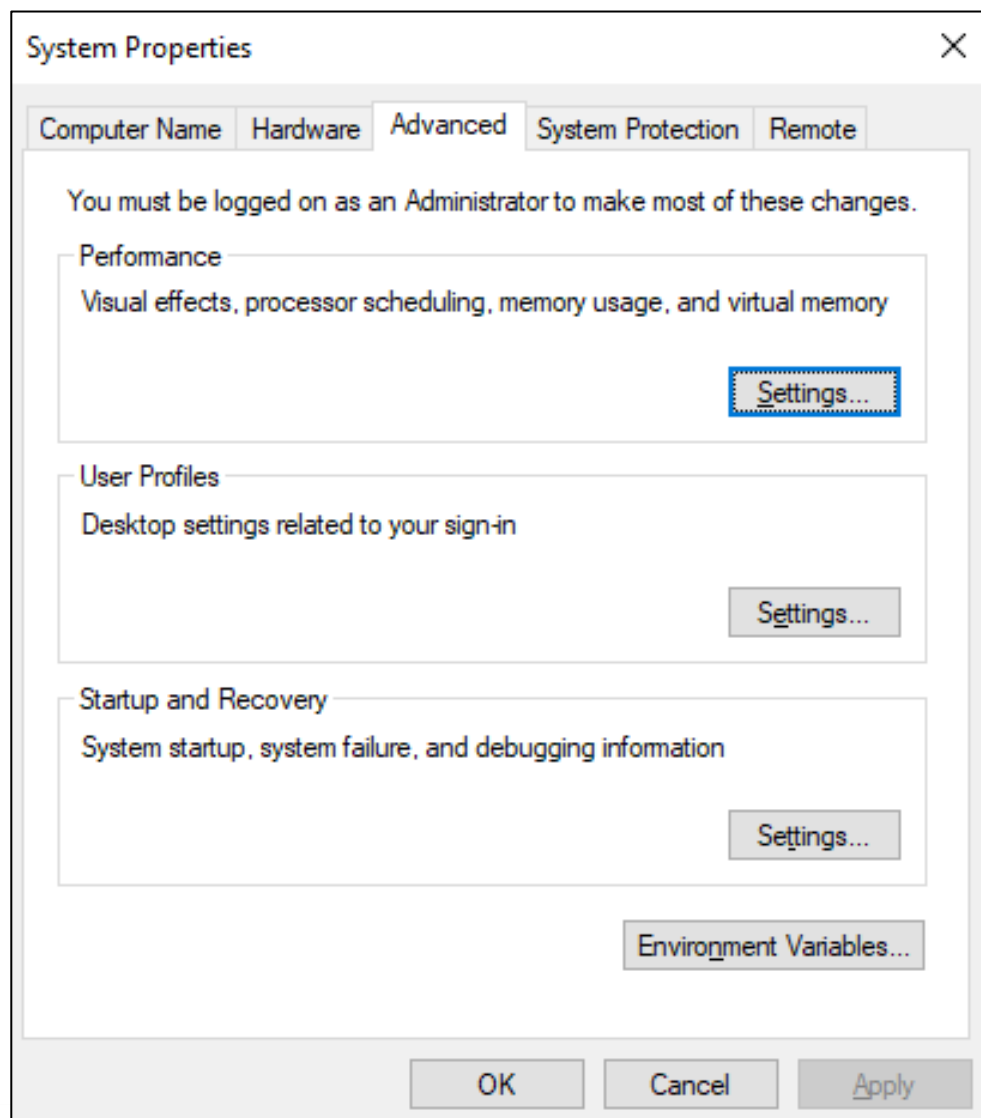 System Properties
Computer Name Hardware Advanced System Protection Remote
You must be logged on as an Administrator to make most of these changes.
Performance
Visual effects, processor scheduling, memory usage, and virtual memory
Settings...
User Profiles
Desktop settings related to your sign-in
Settings...
Startup and Recovery
System startup, system failure, and debugging information
Settings...
Environment Variables...
OK Cancel Apply